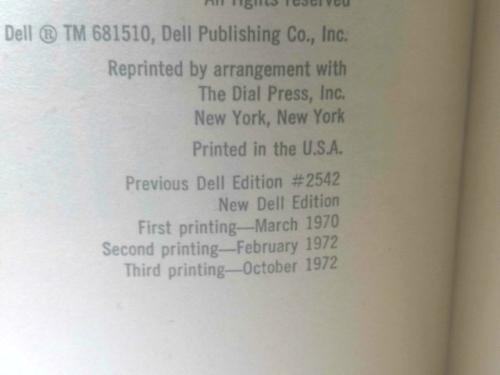 All rights reserved
Dell ® TM 681510, Dell Publishing Co., Inc.
Reprinted by arrangement with
The Dial Press, Inc.
New York, New York
Printed in the U.S.A.
Previous Dell Edition #2542
New Dell Edition
First printing—March 1970
Second printing—February 1972
Third printing—October 1972